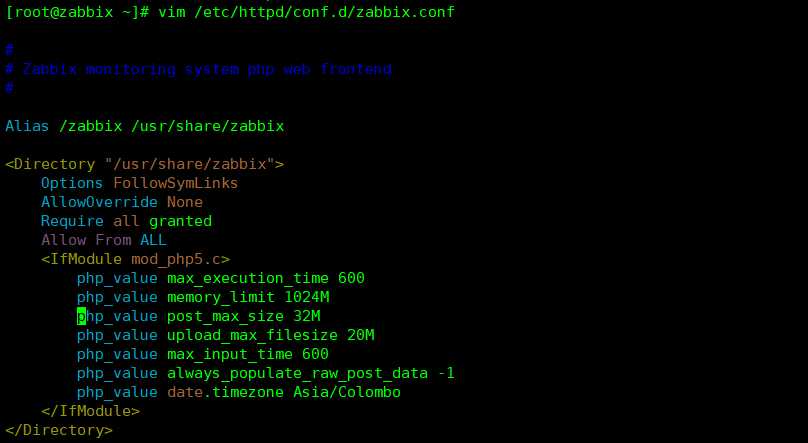 [root@zabbix ~]# vim /etc/httpd/conf.d/zabbix.conf
#
# Zabbix monitoring system php web frontend
#
Alias /zabbix /usr/share/zabbix
<Directory "/usr/share/zabbix">
    Options FollowSymLinks
    AllowOverride None
    Require all granted
    Allow From ALL
    <IfModule mod_php5.c>
        php_value max_execution_time 600
        php_value memory_limit 1024M
        php_value post_max_size 32M
        php_value upload_max_filesize 20M
        php_value max_input_time 600
        php_value always_populate_raw_post_data -1
        php_value date.timezone Asia/Colombo
    </IfModule>
</Directory>